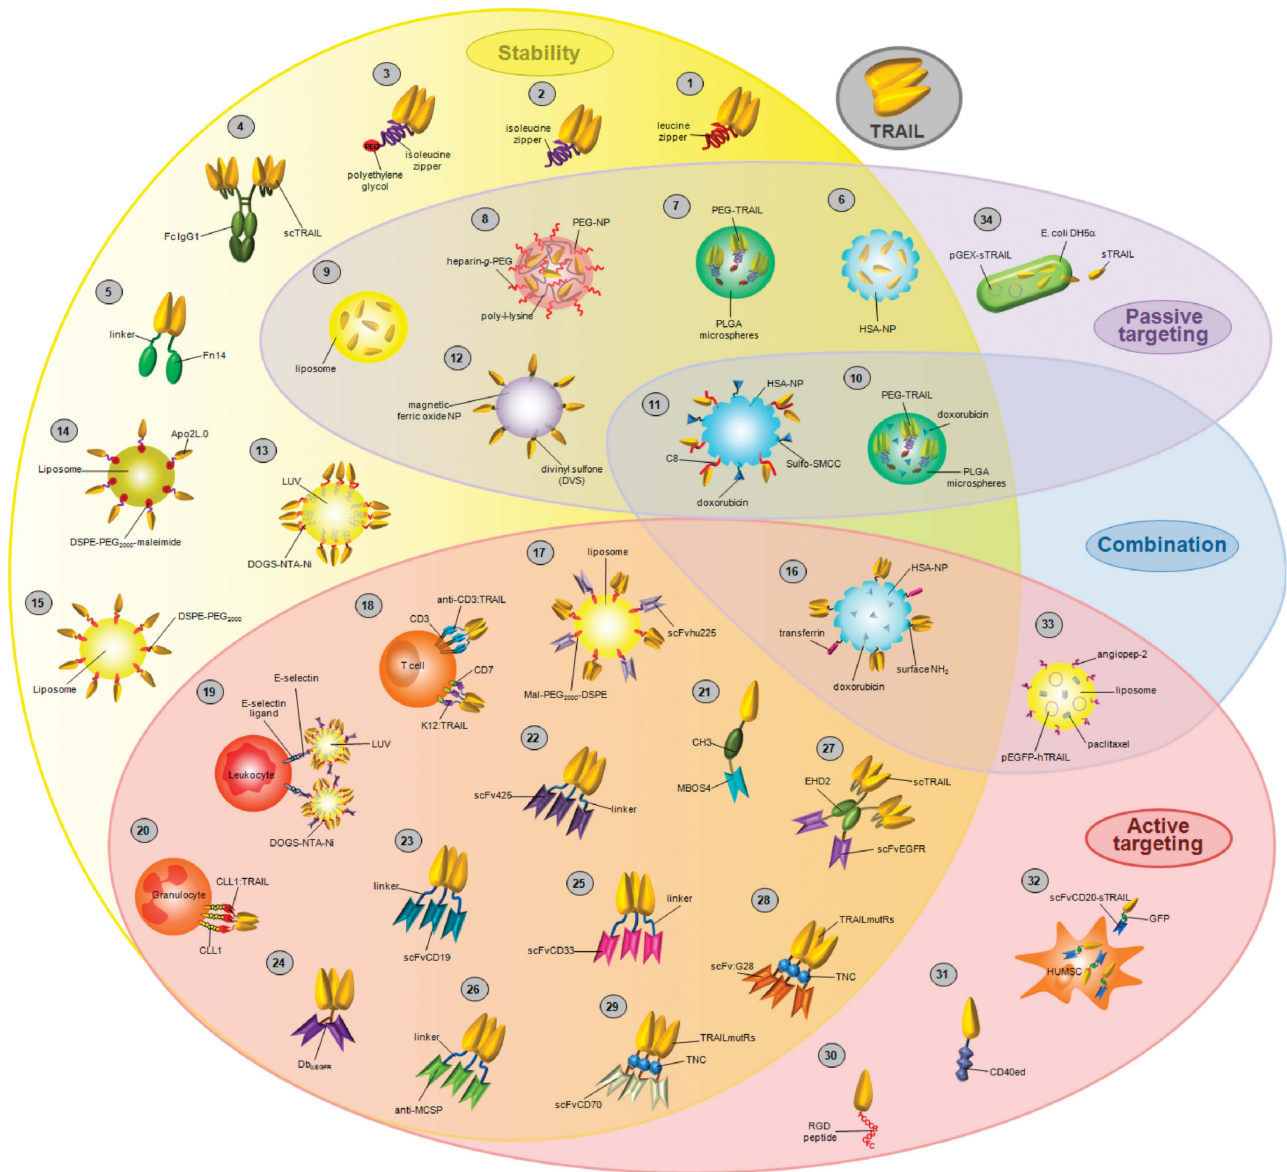 Stability
TRAIL
1
leucine
zipper
2
isoleucine
zipper
3
PEG
isoleucine
zipper
polyethylene
glycol
4
FcIgG1
scTRAIL
5
linker
Fn14
6
HSA-NP
7
PEG-TRAIL
PLGA
microspheres
8
PEG-NP
heparin-g-PEG
poly-l-lysine
9
liposome
34
E. coli DH5α
pGEX-sTRAIL
sTRAIL
Passive
targeting
12
magnetic
ferric oxide NP
divinyl sulfone
(DVS)
11
HSA-NP
C8
Sulfo-SMCC
doxorubicin
10
PEG-TRAIL
doxorubicin
PLGA
microspheres
14
Apo2L.0
Liposome
DSPE-PEG2000-maleimide
13
LUV
DOGS-NTA-Ni
Combination
15
DSPE-PEG2000
Liposome
18
anti-CD3:TRAIL
CD3
T cell
CD7
K12:TRAIL
17
liposome
scFvhu225
Mal-PEG2000-DSPE
16
HSA-NP
transferrin
surface NH2
doxorubicin
33
angiopep-2
liposome
paclitaxel
pEGFP-hTRAIL
19
E-selectin
E-selectin
ligand
LUV
Leukocyte
DOGS-NTA-Ni
21
CH3
MBOS4
22
scFv425
linker
27
scTRAIL
EHD2
scFvEGFR
Active
targeting
20
CLL1:TRAIL
Granulocyte
CLL1
23
linker
scFvCD19
25
linker
scFvCD33
28
TRAILmutRs
scFv:G28
TNC
32
scFvCD20-sTRAIL
GFP
HUMSC
24
DbαEGFR
26
linker
anti-MCSP
29
TRAILmutRs
TNC
scFvCD70
31
CD40ed
30
RGD
peptide